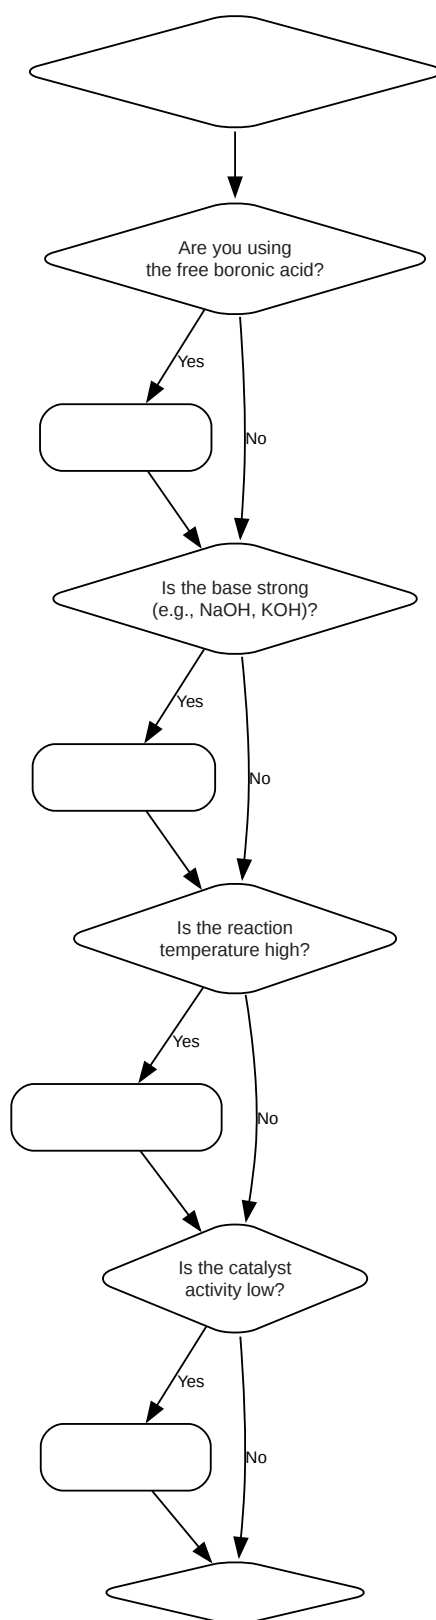 Are you using
the free boronic acid?
Yes
No
Is the base strong
(e.g., NaOH, KOH)?
Yes
No
Is the reaction
temperature high?
Yes
No
Is the catalyst
activity low?
Yes
No